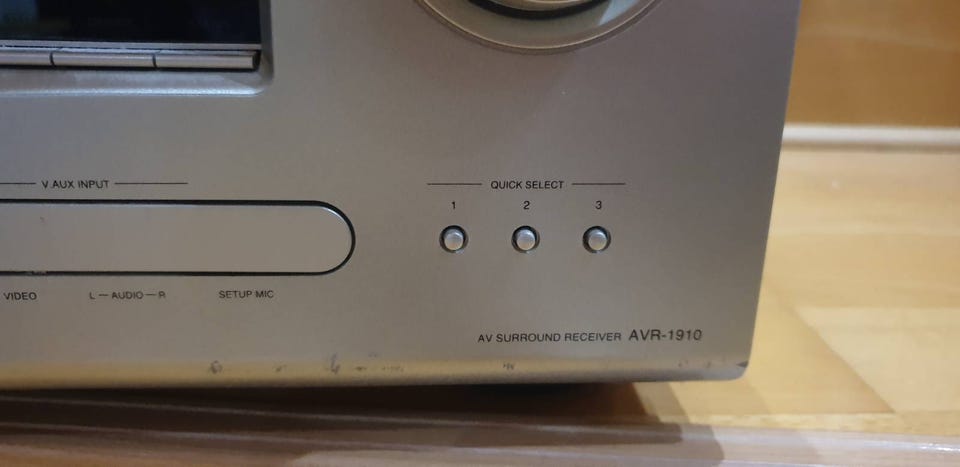 V.AUX INPUT
QUICK SELECT
1 2 3
VIDEO L — AUDIO — R SETUP MIC
AV SURROUND RECEIVER AVR-1910